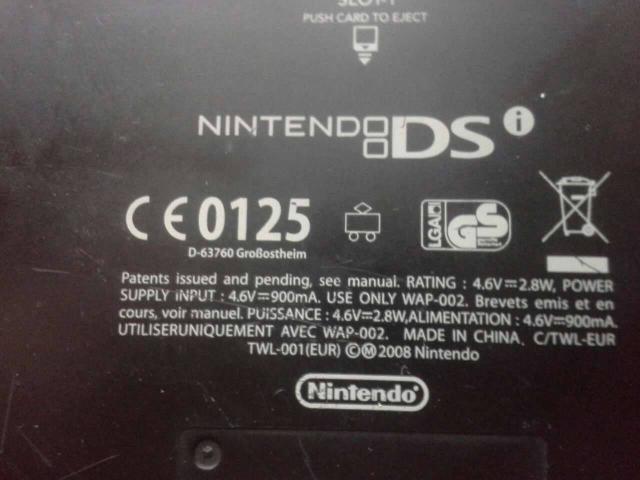 SLOT-1
PUSH CARD TO EJECT
NINTENDO DS i
CE 0125
D-63760 Großostheim
LGAI GS
Patents issued and pending, see manual. RATING : 4.6V⎓2.8W, POWER
SUPPLY INPUT : 4.6V⎓900mA. USE ONLY WAP-002. Brevets emis et en
cours, voir manuel. PUISSANCE : 4.6V⎓2.8W,ALIMENTATION : 4.6V⎓900mA.
UTILISERUNIQUEMENT AVEC WAP-002. MADE IN CHINA, C/TWL-EUR
TWL-001(EUR) ©Ⓜ2008 Nintendo
Nintendo